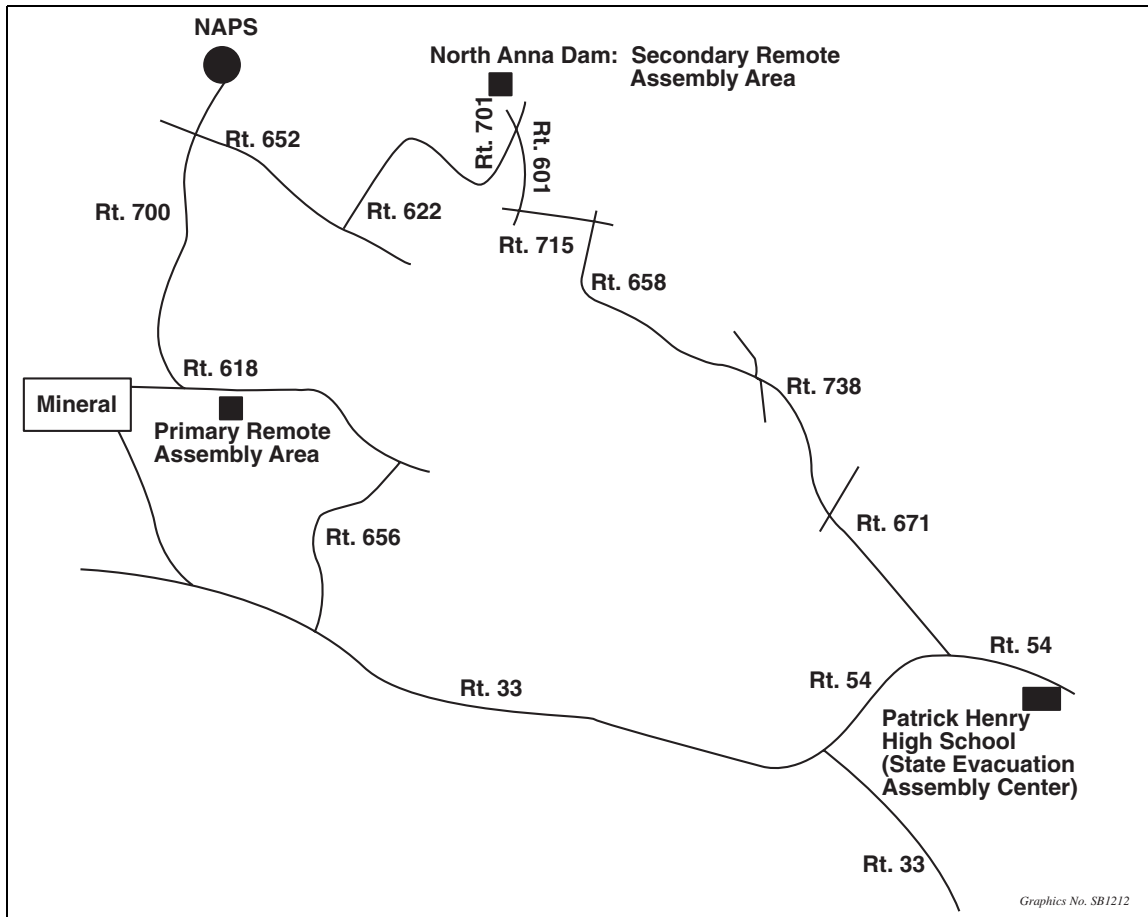 NAPS
North Anna Dam: Secondary Remote
Assembly Area
Rt. 652
Rt. 701
Rt. 601
Rt. 700
Rt. 622
Rt. 715
Rt. 658
Rt. 618
Mineral
Rt. 738
Primary Remote
Assembly Area
Rt. 671
Rt. 656
Rt. 54
Rt. 54
Rt. 33
Patrick Henry
High School
(State Evacuation
Assembly Center)
Rt. 33
Graphics No. SB1212